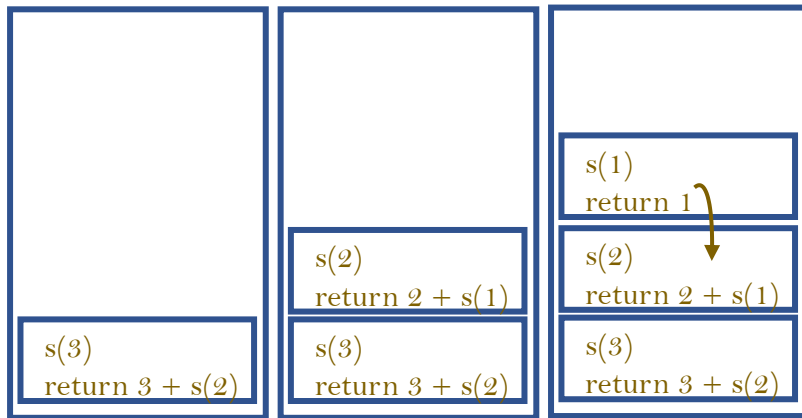 s(3)
return 3 + s(2)
s(2)
return 2 + s(1)
s(3)
return 3 + s(2)
s(1)
return 1
s(2)
return 2 + s(1)
s(3)
return 3 + s(2)